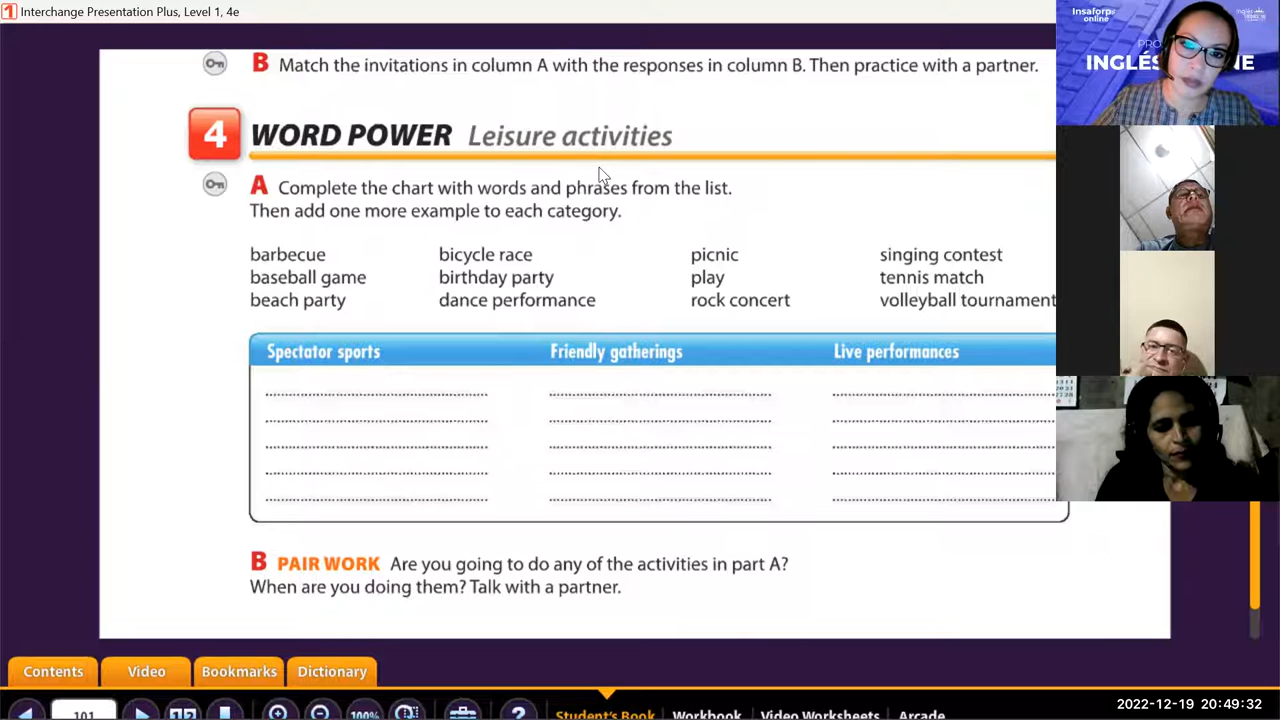 Interchange Presentation Plus, Level 1, 4e
B Match the invitations in column A with the responses in column B. Then practice with a partner.
4 WORD POWER Leisure activities
A Complete the chart with words and phrases from the list.
Then add one more example to each category.
barbecue bicycle race picnic singing contest
baseball game birthday party play tennis match
beach party dance performance rock concert volleyball tournament
Spectator sports Friendly gatherings Live performances
B PAIR WORK Are you going to do any of the activities in part A?
When are you doing them? Talk with a partner.
Contents Video Bookmarks Dictionary
101 100% Student's Book Workbook Video Worksheets Arcade
Insaforp
online
INGLÉS
2022-12-19 20:49:32